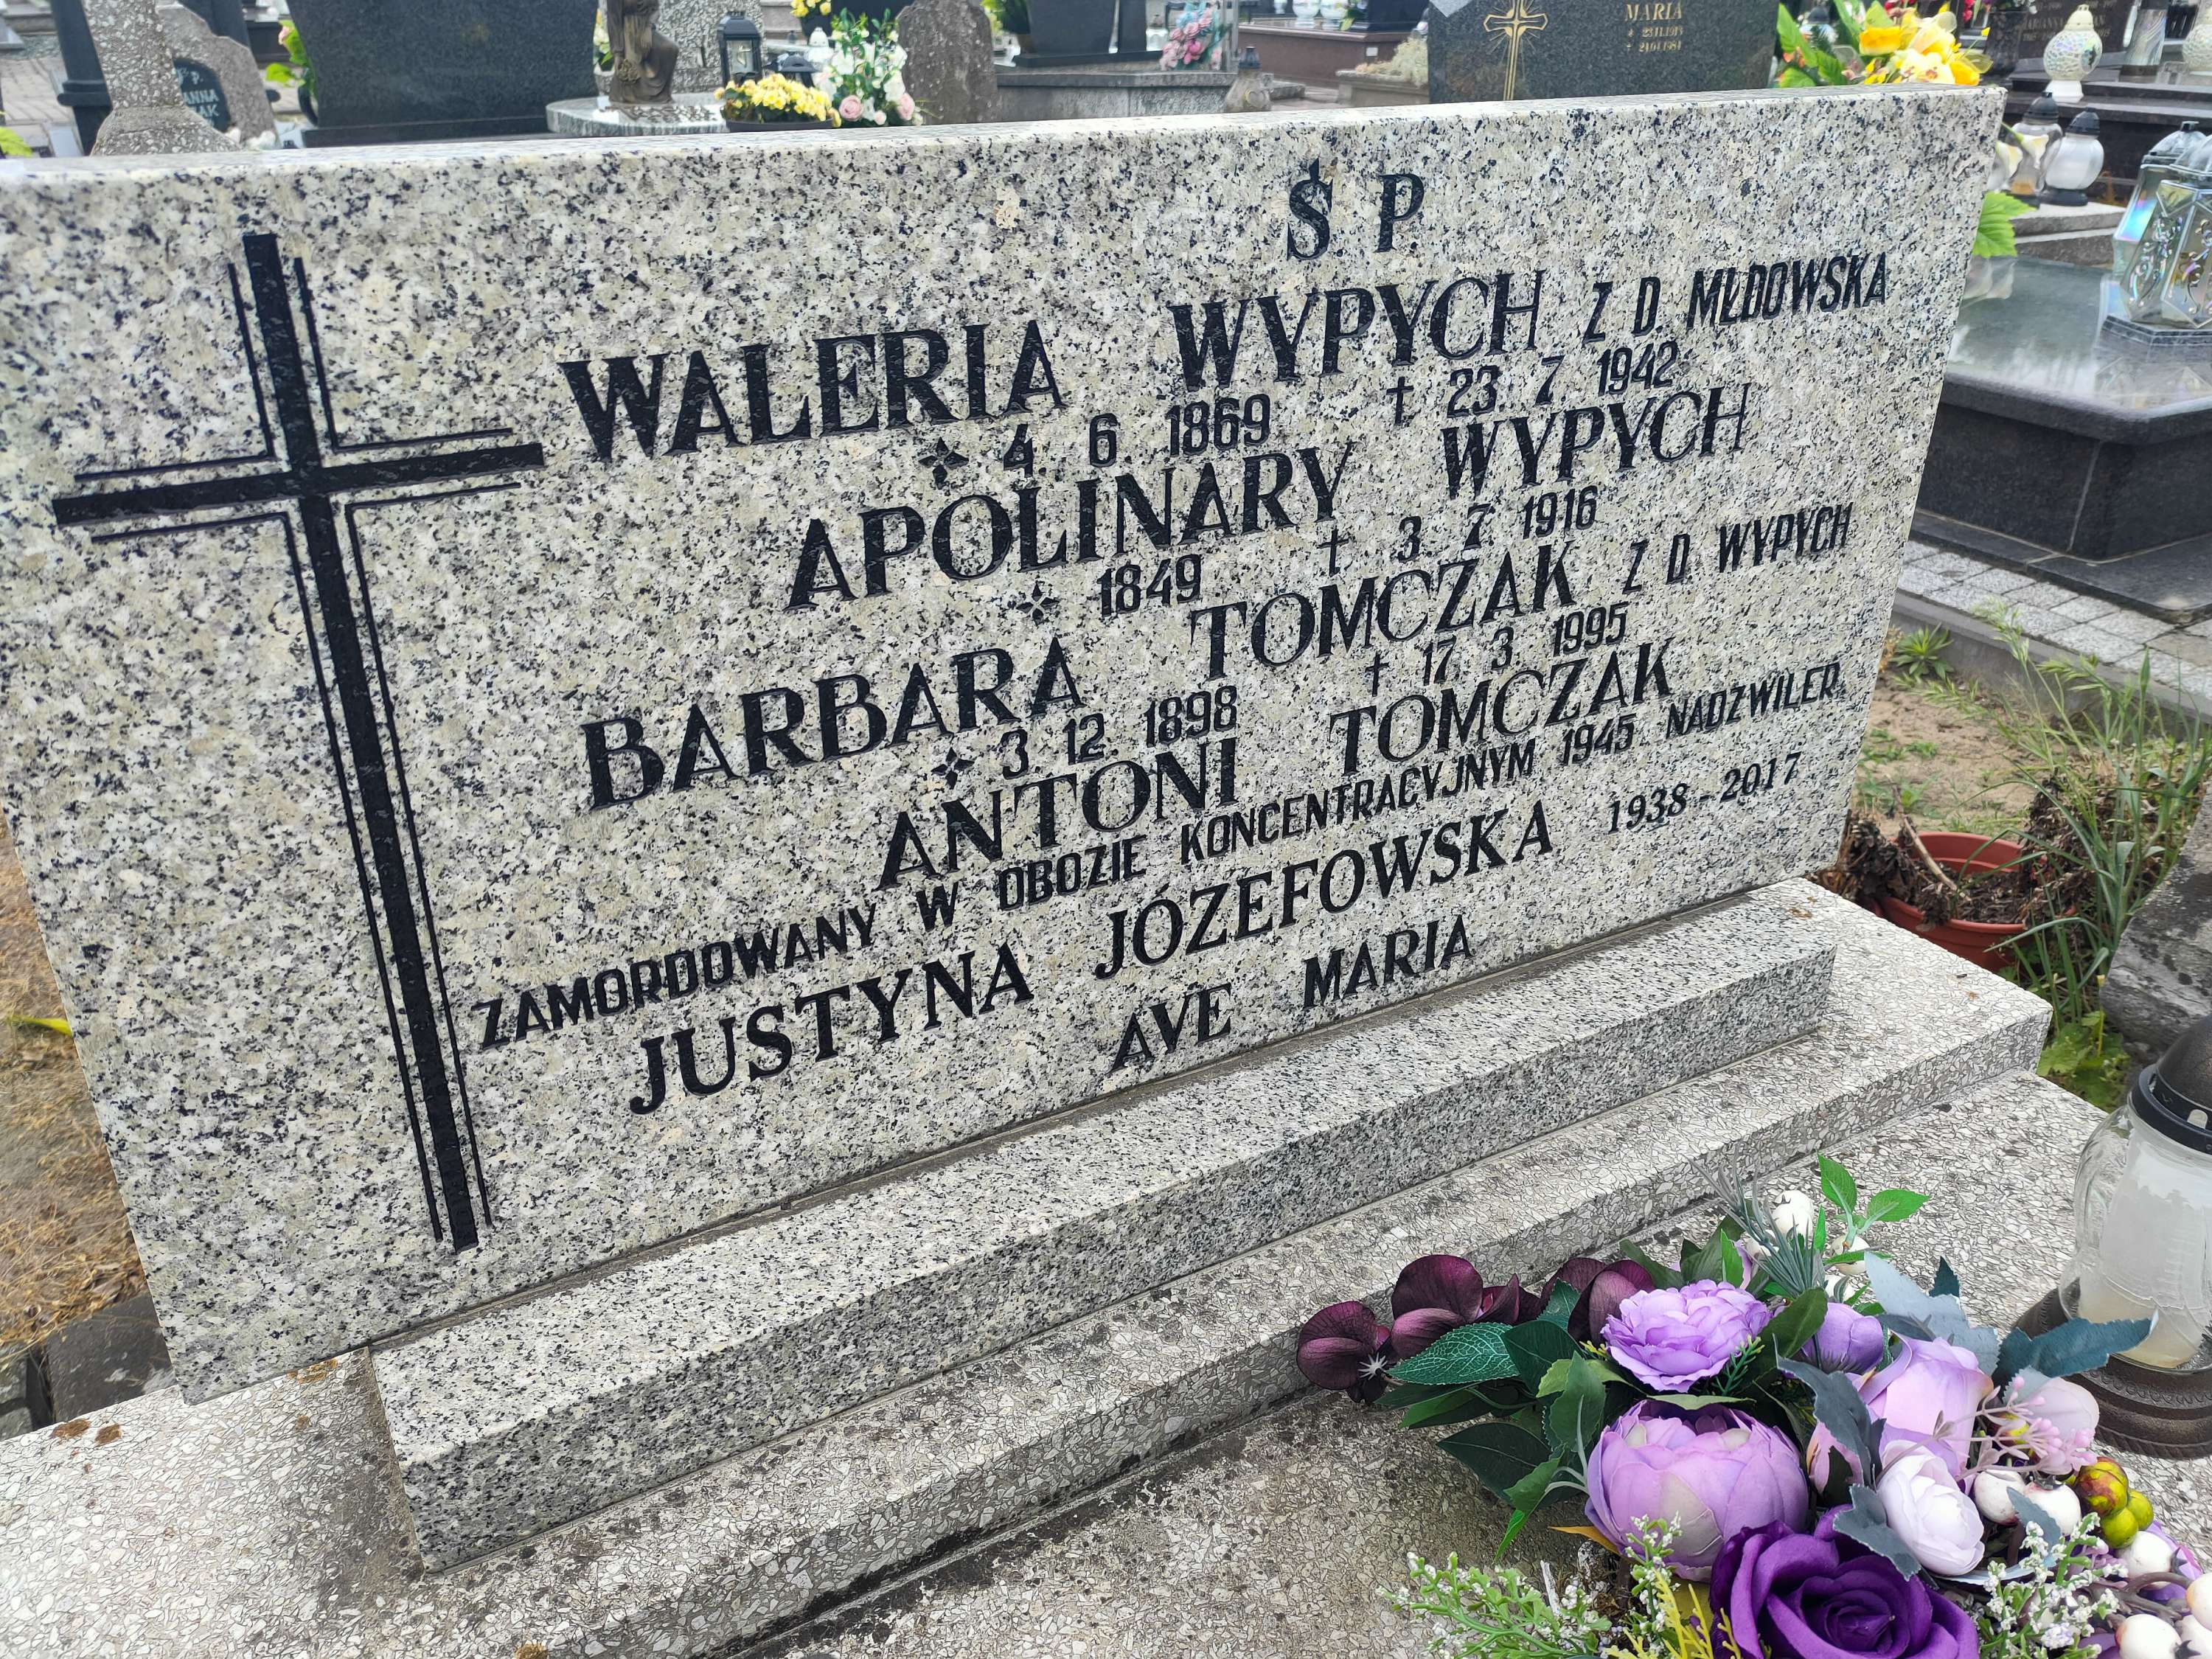 Ś P.
WALERIA WYPYCH Z D. MŁDOWSKA
4. 6. 1869 † 23. 7 1942
APOLINARY WYPYCH
1849 † 3. 7 1916
BARBARA TOMCZAK Z D. WYPYCH
3. 12. 1898 † 17. 3. 1995
ANTONI TOMCZAK
ZAMORDOWANY W OBOZIE KONCENTRACYJNYM 1945 NADZWILER.
JUSTYNA JÓZEFOWSKA 1938-2017
AVE MARIA
MARIA